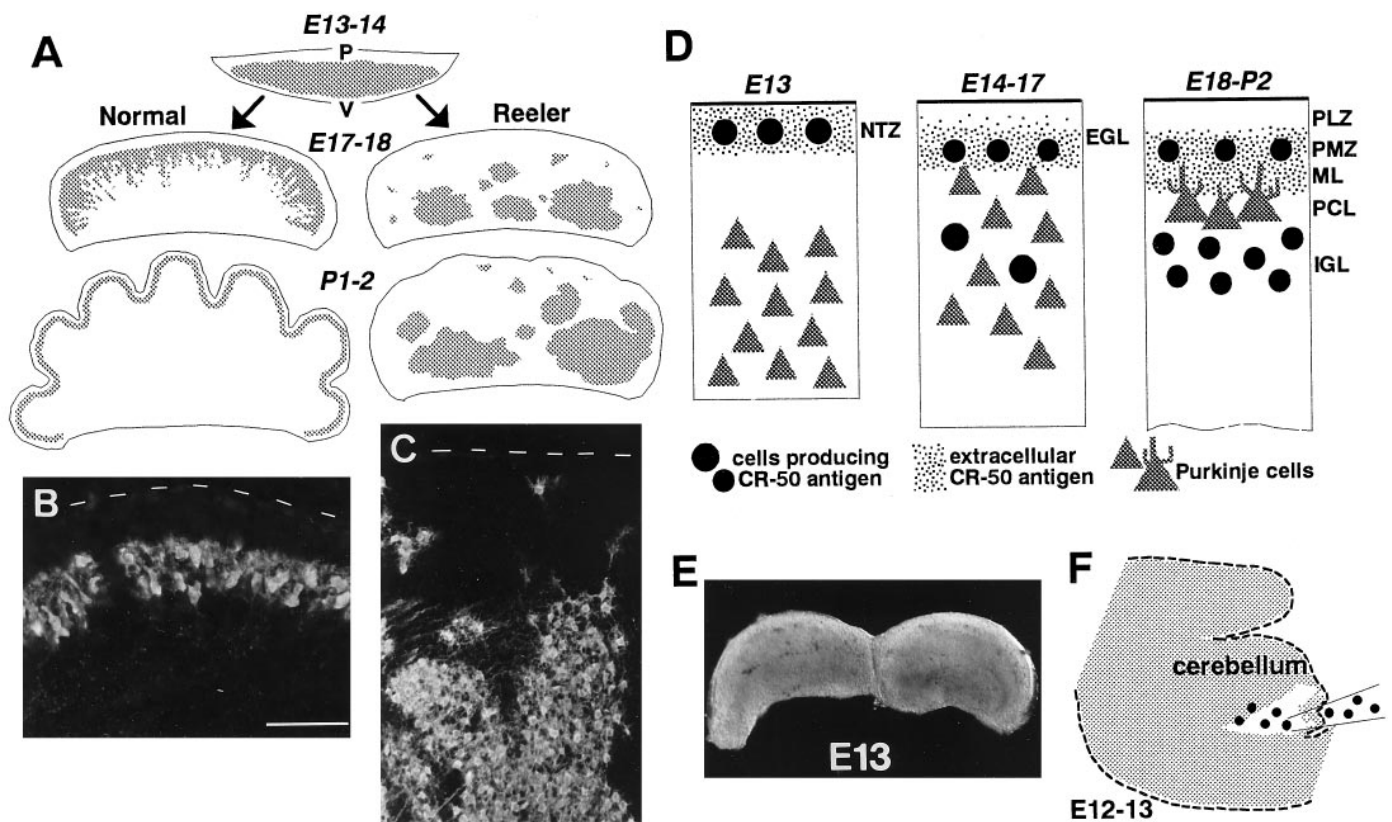 A
E13-14
P
V
Normal
Reeler
E17-18
P1-2
B
C
D
E13
E14-17
E18-P2
NTZ
EGL
PLZ
PMZ
ML
PCL
IGL
cells producing
CR-50 antigen
extracellular
CR-50 antigen
Purkinje cells
E
E13
F
cerebellum
E12-13